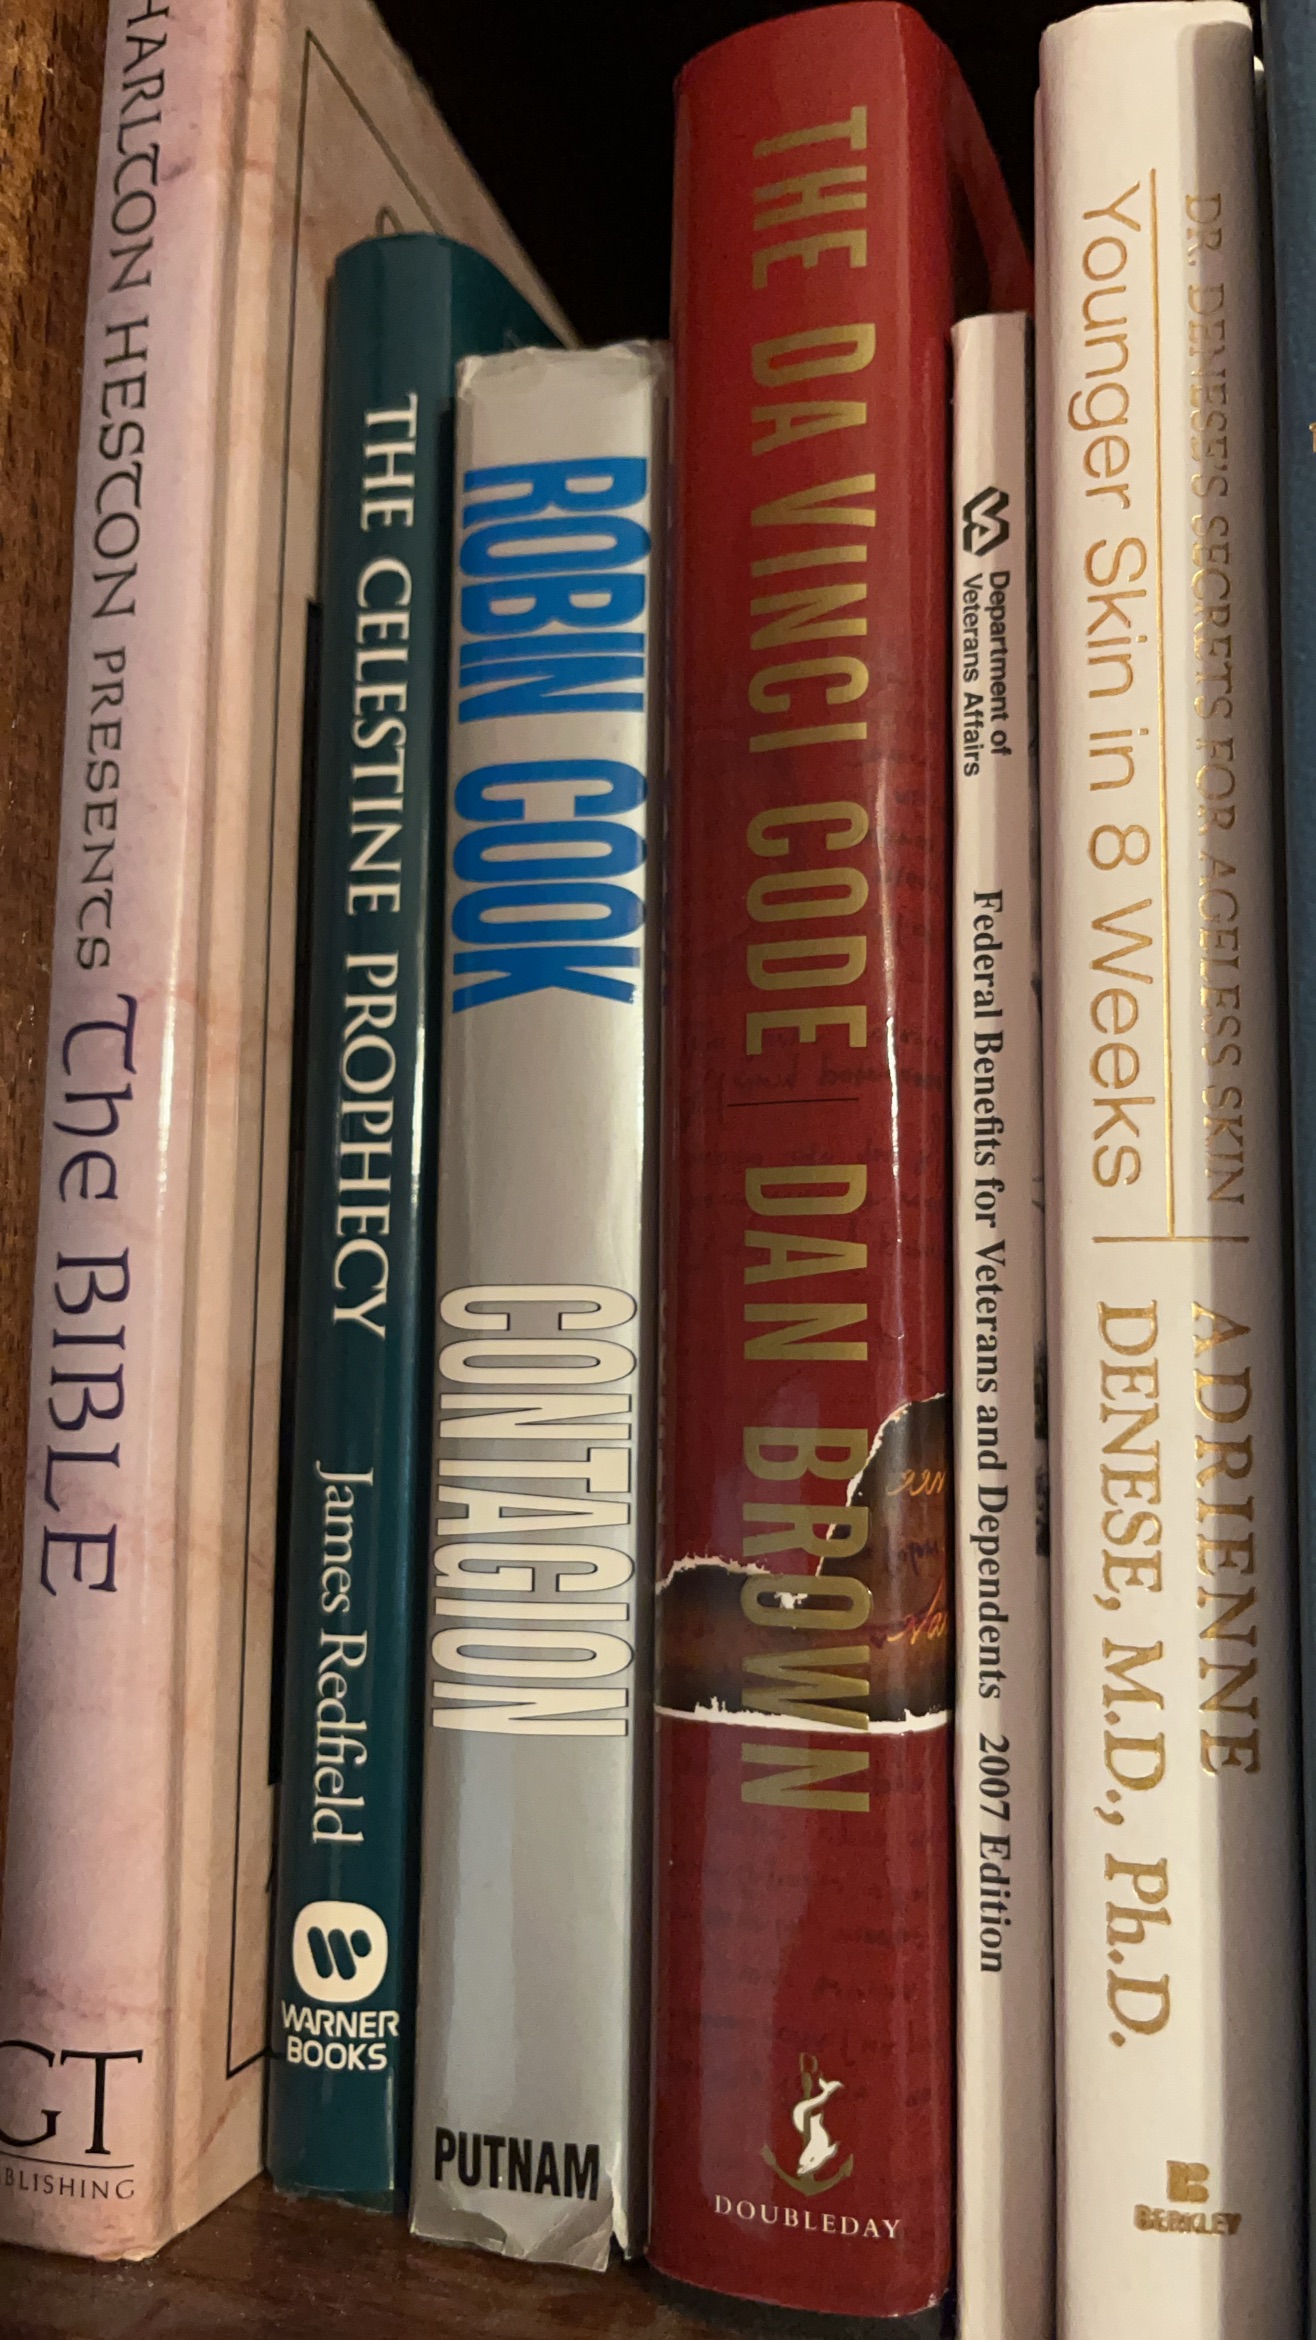 HARLTON HESTON PRESENTS The BIBLE
GT
BLISHING
THE CELESTINE PROPHECY James Redfield
WARNER
BOOKS
ROBIN COOK CONTAGION
PUTNAM
THE DA VINCI CODE DAN BROWN
D
DOUBLEDAY
VA
Department of
Veterans Affairs
Federal Benefits for Veterans and Dependents 2007 Edition
DR. DENESE'S SECRETS FOR AGELESS SKIN
Younger Skin in 8 Weeks
ADRIENNE
DENESE, M.D., Ph.D.
B
BERKLEY